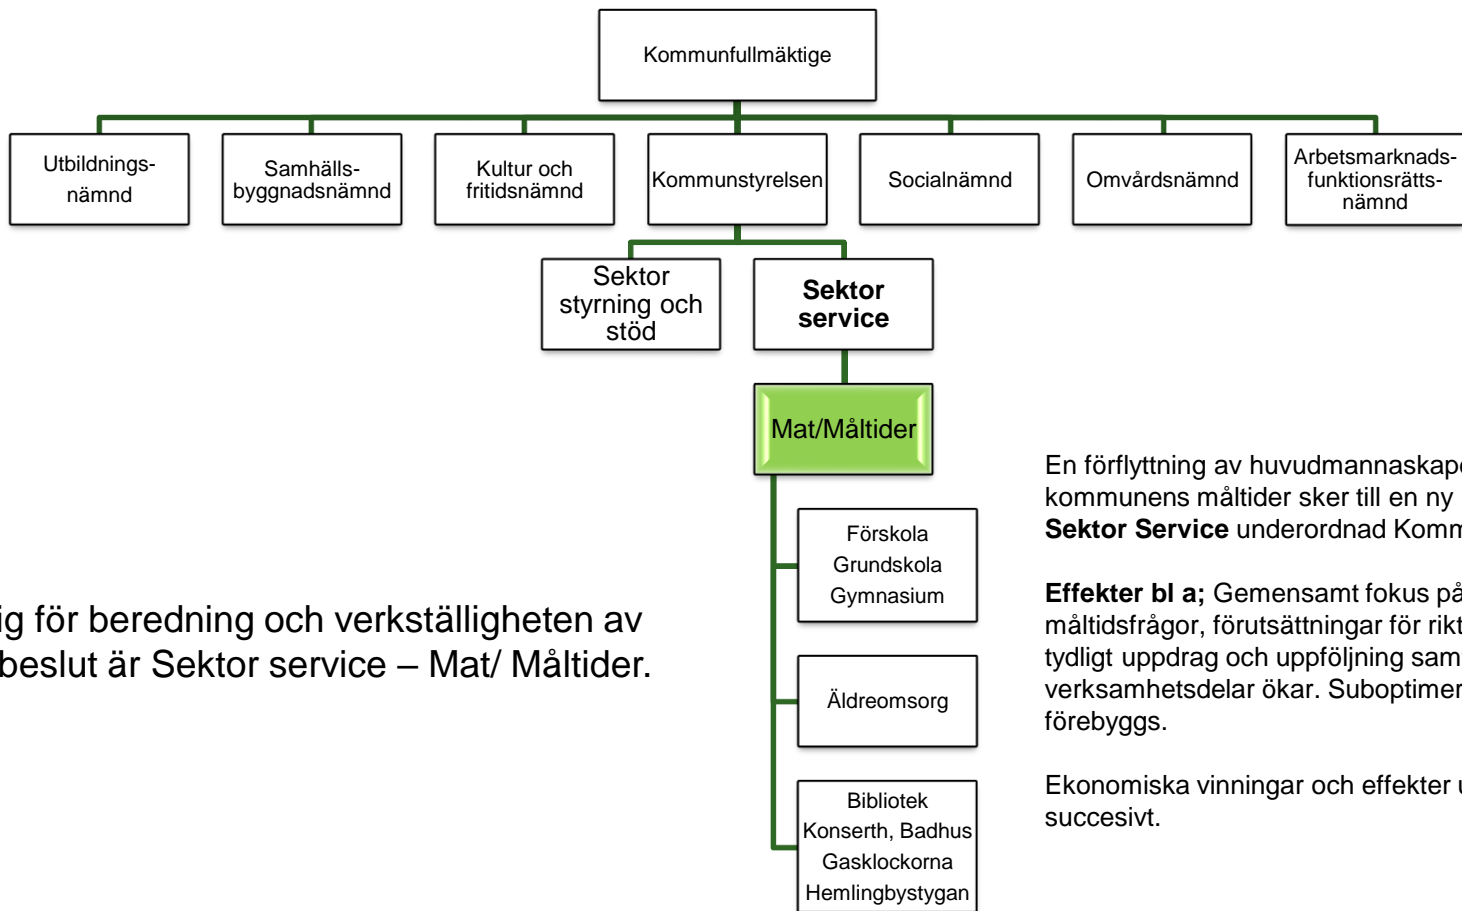 Kommunfullmäktige
Utbildnings-
nämnd
Samhälls-
byggnadsnämnd
Kultur och
fritidsnämnd
Kommunstyrelsen
Socialnämnd
Omvårdsnämnd
Arbetsmarknads-
funktionsrätts-
nämnd
Sektor
styrning och
stöd
Sektor
service
Mat/Måltider
Förskola
Grundskola
Gymnasium
Äldreomsorg
Bibliotek
Konserth, Badhus
Gasklockorna
Hemlingbystygan
ig för beredning och verkställigheten av
beslut är Sektor service – Mat/ Måltider.
En förflyttning av huvudmannaskap
kommunens måltider sker till en ny
Sektor Service underordnad Komm
Effekter bl a; Gemensamt fokus på
måltidsfrågor, förutsättningar för rikt
tydligt uppdrag och uppföljning sam
verksamhetsdelar ökar. Suboptimer
förebyggs.
Ekonomiska vinningar och effekter
succesivt.